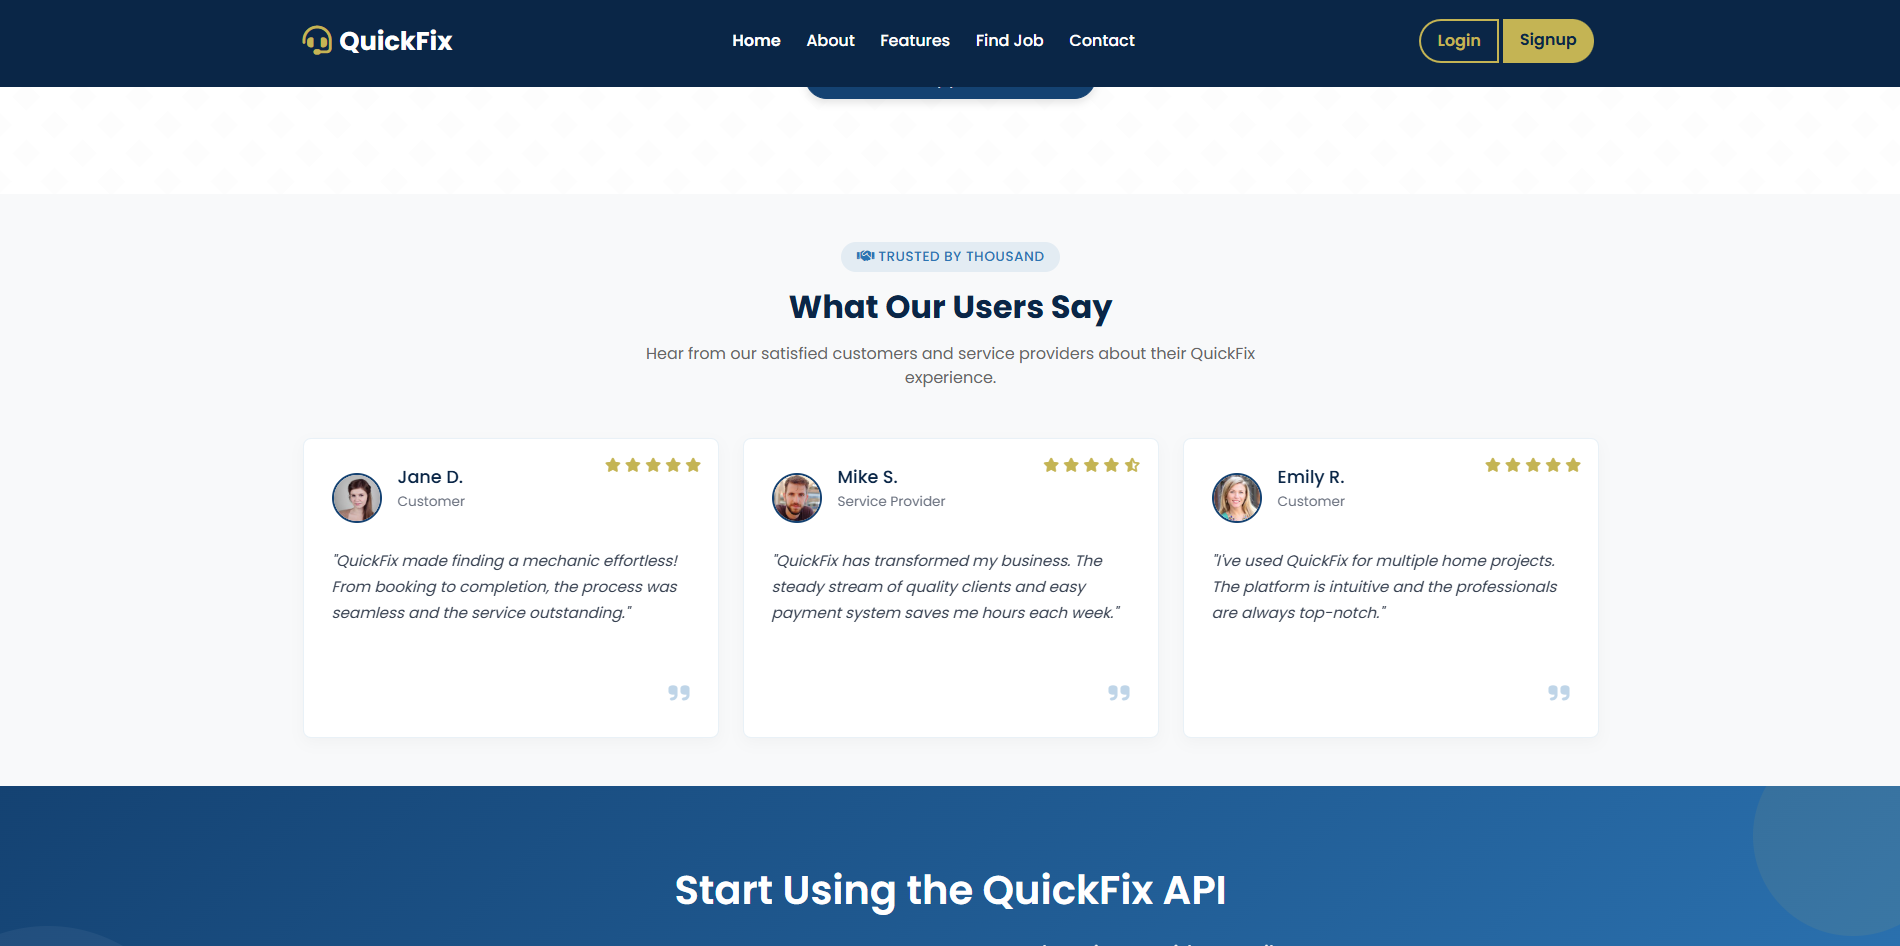 QuickFix
Home
About
Features
Find Job
Contact
Login
Signup
TRUSTED BY THOUSAND
What Our Users Say
Hear from our satisfied customers and service providers about their QuickFix
experience.
Jane D.
Customer
"QuickFix made finding a mechanic effortless!
From booking to completion, the process was
seamless and the service outstanding."
Mike S.
Service Provider
"QuickFix has transformed my business. The
steady stream of quality clients and easy
payment system saves me hours each week."
Emily R.
Customer
"I've used QuickFix for multiple home projects.
The platform is intuitive and the professionals
are always top-notch."
Start Using the QuickFix API